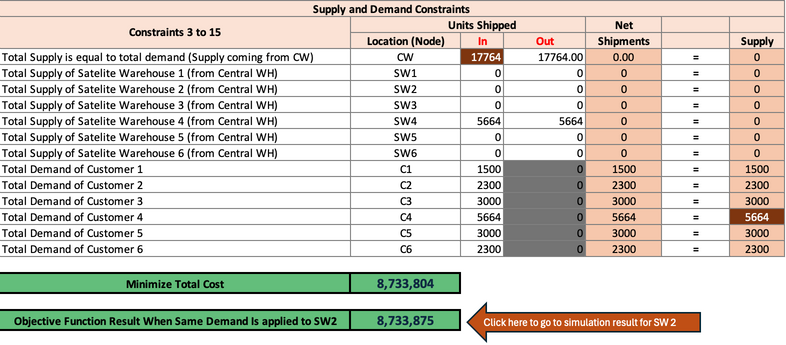 Supply and Demand Constraints
Constraints 3 to 15 Units Shipped Net
Location (Node) In Out Shipments Supply
Total Supply is equal to total demand (Supply coming from CW) CW 17764 17764.00 0.00 = 0
Total Supply of Satelite Warehouse 1 (from Central WH) SW1 0 0 0 = 0
Total Supply of Satelite Warehouse 2 (from Central WH) SW2 0 0 0 = 0
Total Supply of Satelite Warehouse 3 (from Central WH) SW3 0 0 0 = 0
Total Supply of Satelite Warehouse 4 (from Central WH) SW4 5664 5664 0 = 0
Total Supply of Satelite Warehouse 5 (from Central WH) SW5 0 0 0 = 0
Total Supply of Satelite Warehouse 6 (from Central WH) SW6 0 0 0 = 0
Total Demand of Customer 1 C1 1500 0 1500 = 1500
Total Demand of Customer 2 C2 2300 0 2300 = 2300
Total Demand of Customer 3 C3 3000 0 3000 = 3000
Total Demand of Customer 4 C4 5664 0 5664 = 5664
Total Demand of Customer 5 C5 3000 0 3000 = 3000
Total Demand of Customer 6 C6 2300 0 2300 = 2300
Minimize Total Cost 8,733,804
Objective Function Result When Same Demand Is applied to SW2 8,733,875 Click here to go to simulation result for SW 2